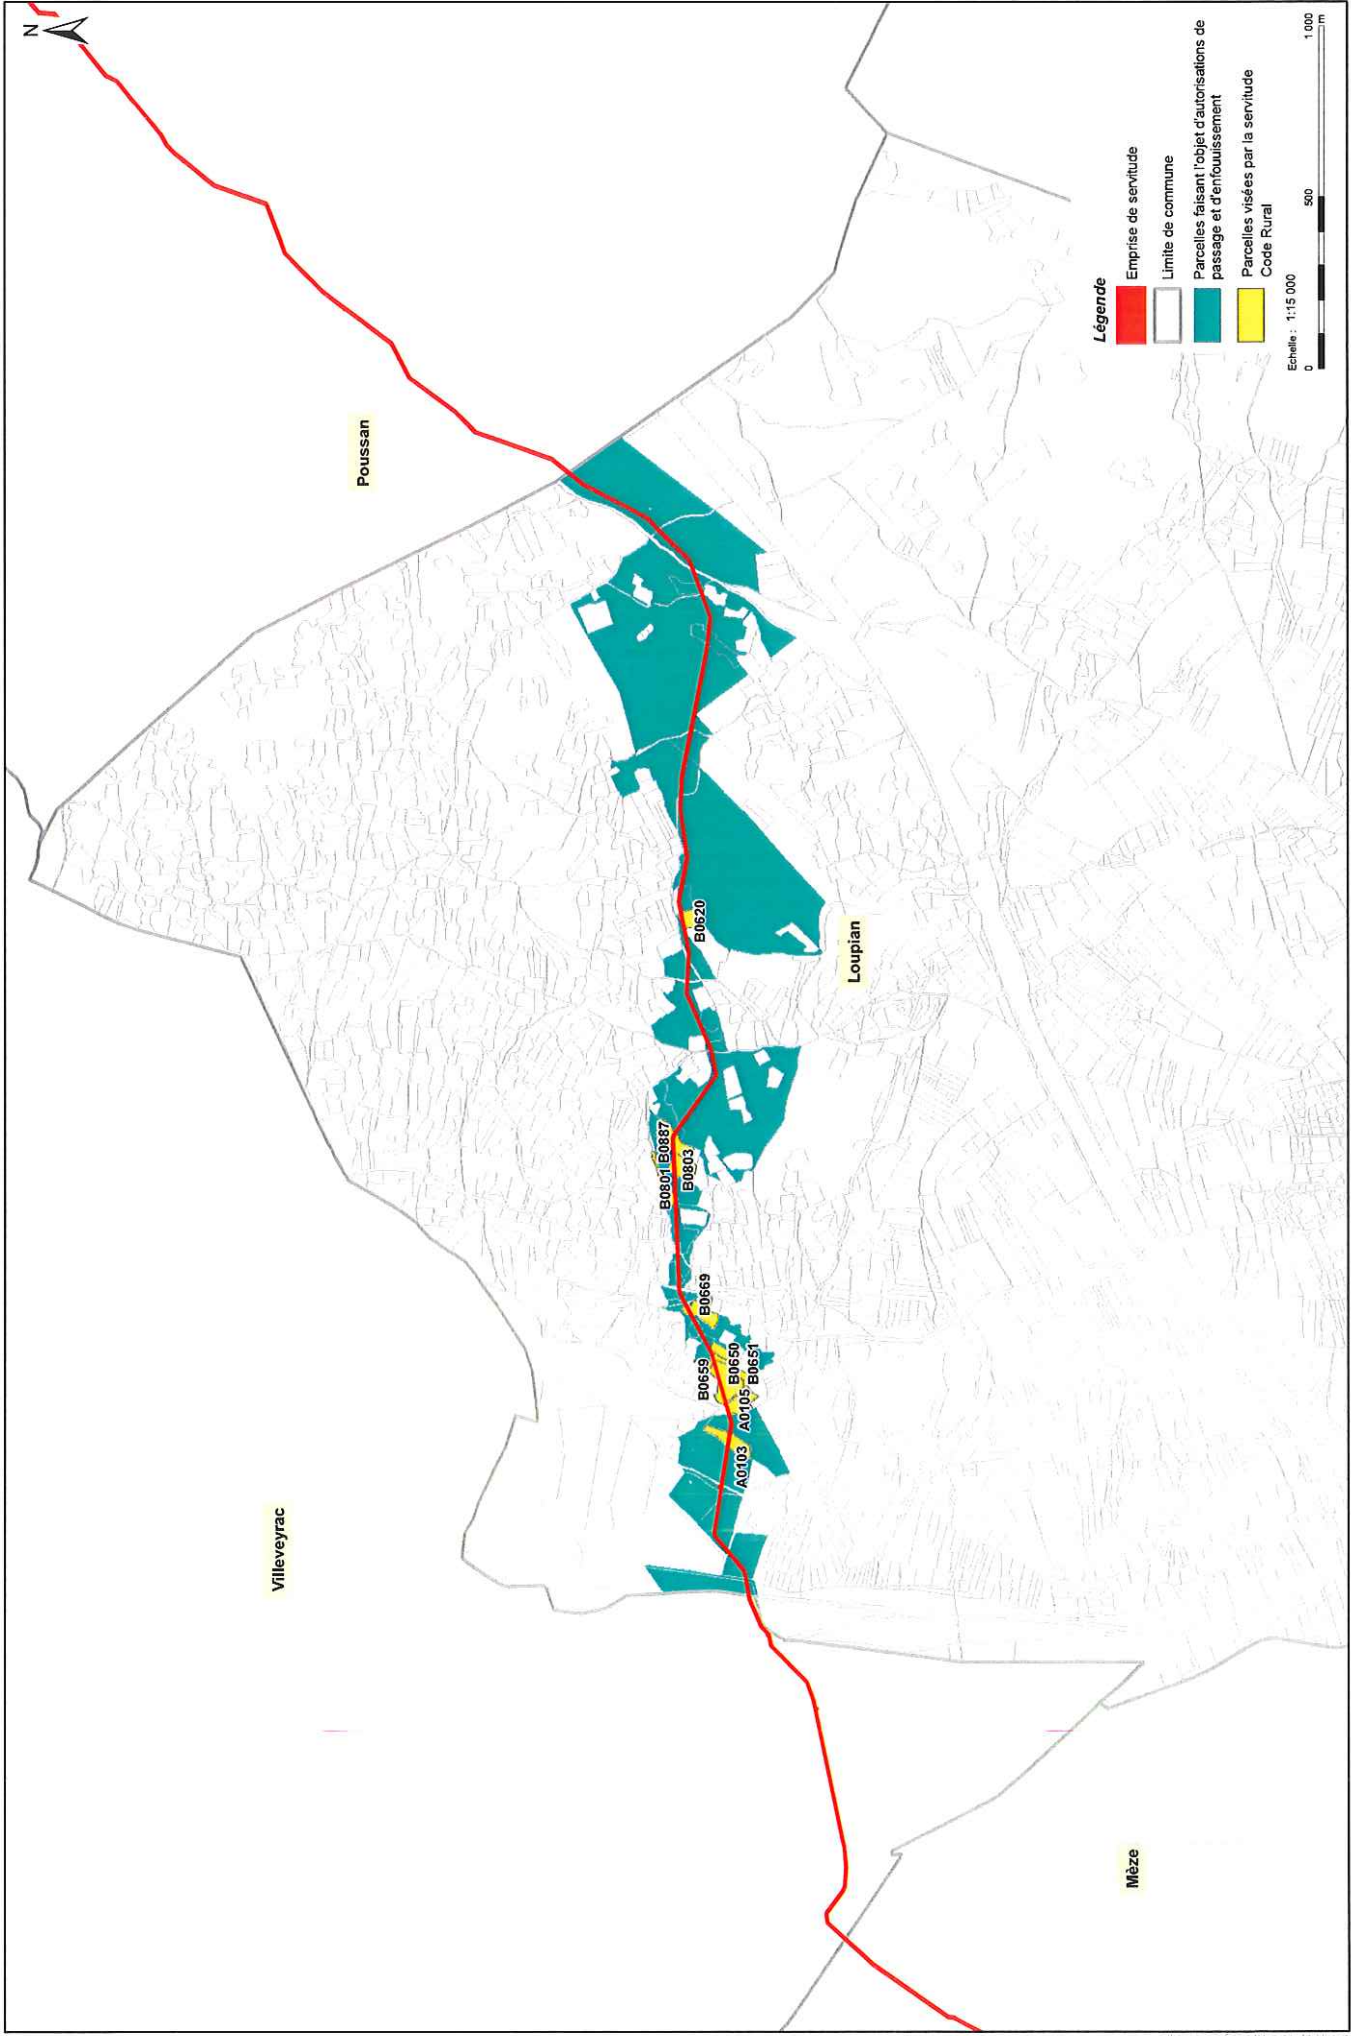 N
Poussan
Villeveyrac
Loupian
Mèze
B0620
B0887
B0801
B0803
B0669
B0659
B0650
B0651
A0105
A0103
Légende
Emprise de servitude
Limite de commune
Parcelles faisant l'objet d'autorisations de
passage et d'enfouuissement
Parcelles visées par la servitude
Code Rural
Echelle : 1:15 000
0 500 1 000
m